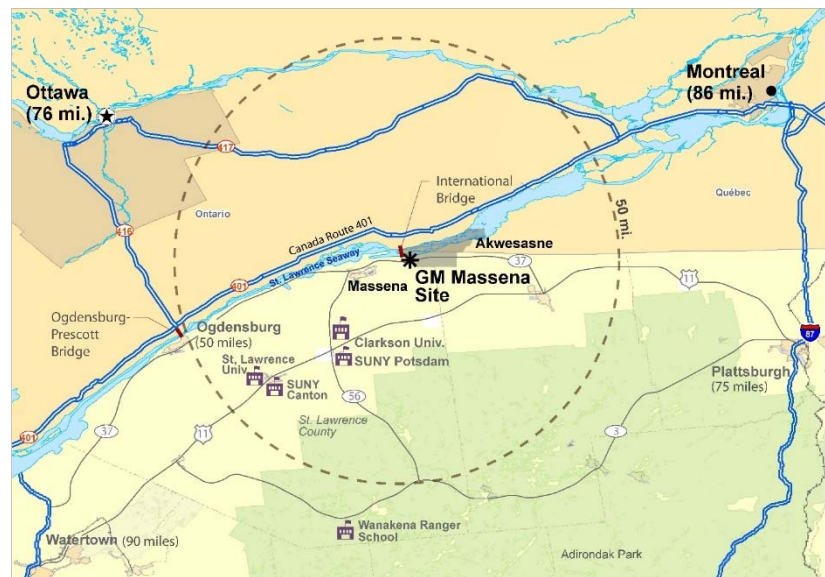 Ottawa
(76 mi.)
Montreal
(86 mi.)
417
International
Bridge
Québec
Ontario
416
Canada Route 401
50 mi.
Akwesasne
St. Lawrence Seaway
GM Massena
Site
Massena
37
11
401
Ogdensburg-
Prescott
Bridge
Ogdensburg
(50 miles)
Clarkson Univ.
SUNY Potsdam
87
St. Lawrence
Univ.
SUNY
Canton
Plattsburgh
(75 miles)
56
St. Lawrence
County
37
11
3
401
Wanakena Ranger
School
Watertown (90 miles)
Adirondak Park